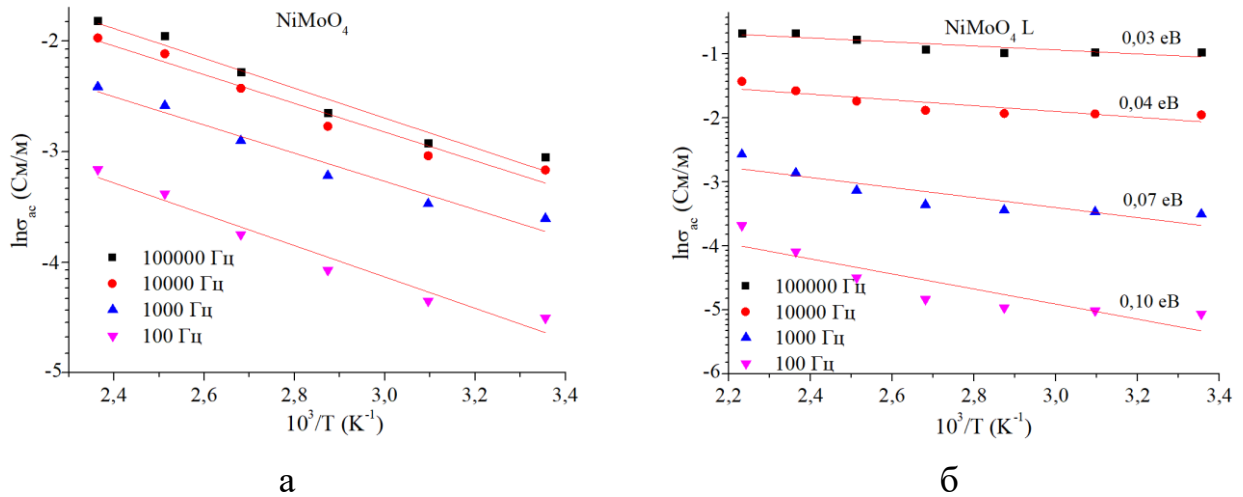 NiMoO₄
lnσac ((См/м)
-2
-3
-4
-5
100000 Гц
10000 Гц
1000 Гц
100 Гц
2,4 2,6 2,8 3,0 3,2 3,4
10³/T (K⁻¹)
а
NiMoO₄ L
lnσac ((См/м)
-1
-2
-3
-4
-5
-6
0,03 eB
0,04 eB
0,07 eB
0,10 eB
100000 Гц
10000 Гц
1000 Гц
100 Гц
2,2 2,4 2,6 2,8 3,0 3,2 3,4
10³/T (K⁻¹)
б